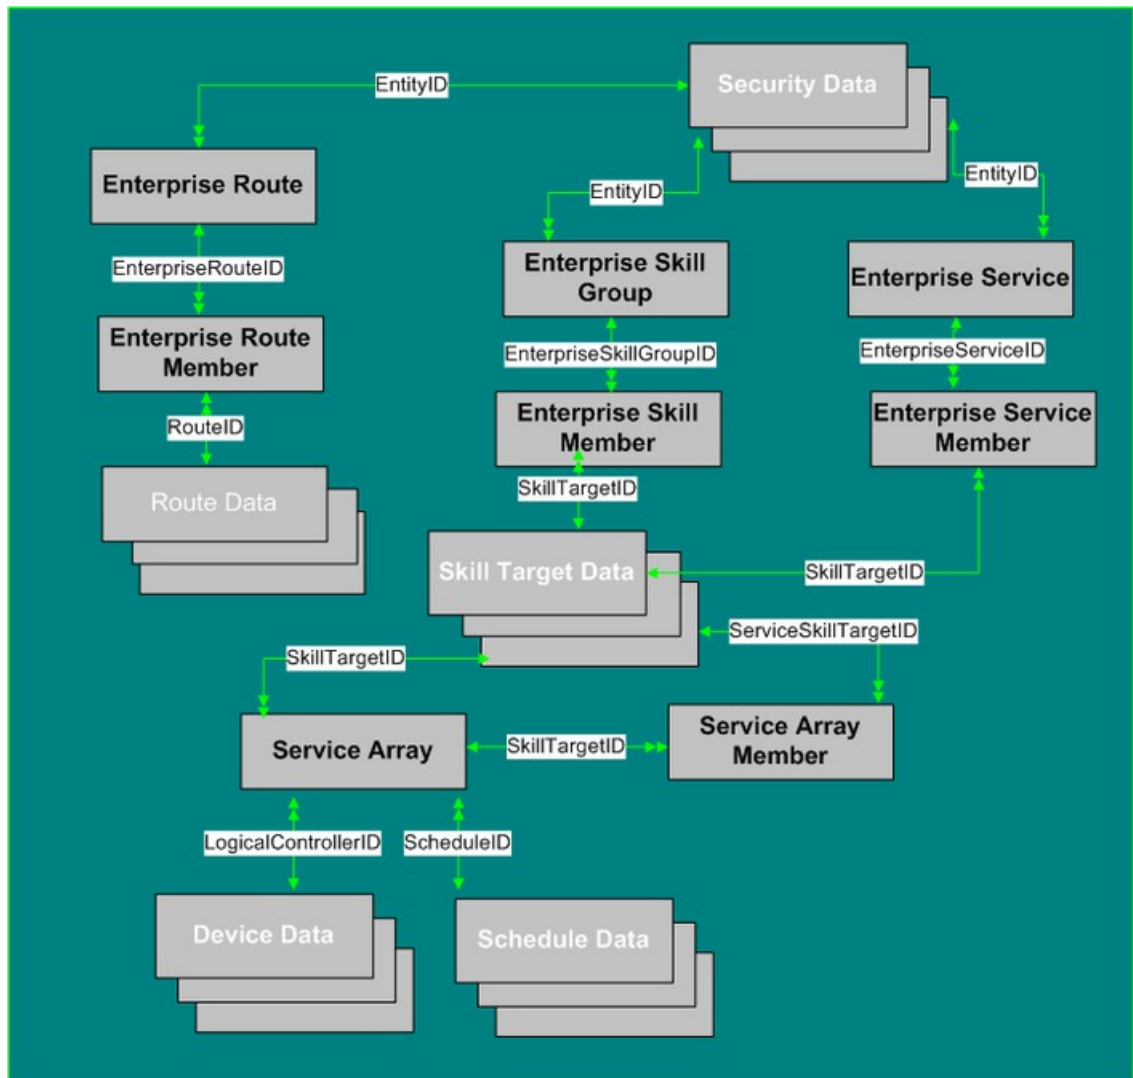 Security Data
EntityID
EntityID
EntityID
Enterprise Route
Enterprise Skill
Group
Enterprise Service
EnterpriseRouteID
Enterprise Route
Member
EnterpriseSkillGroupID
EnterpriseServiceID
Enterprise Skill
Member
Enterprise Service
Member
RouteID
Route Data
SkillTargetID
Skill Target Data
SkillTargetID
ServiceSkillTargetID
SkillTargetID
Service Array
SkillTargetID
Service Array
Member
LogicalControllerID
ScheduleID
Device Data
Schedule Data